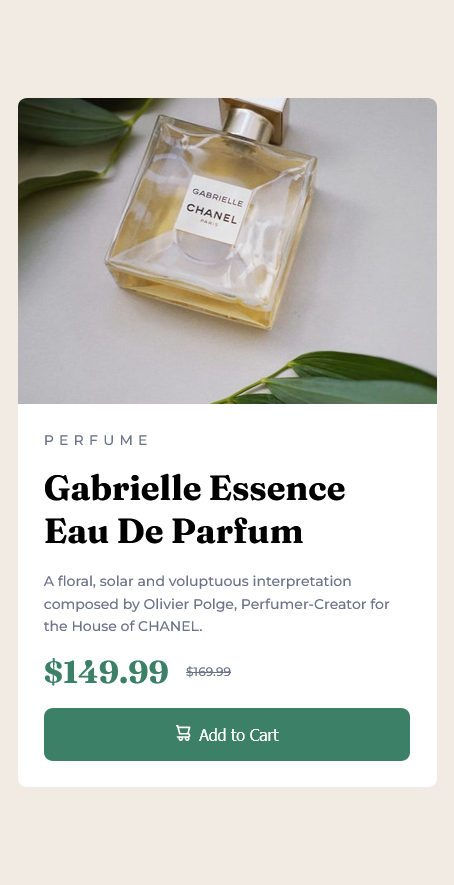 GABRIELLE
CHANEL
PARIS
PERFUME
Gabrielle Essence
Eau De Parfum
A floral, solar and voluptuous interpretation
composed by Olivier Polge, Perfumer-Creator for
the House of CHANEL.
$149.99 $169.99
Add to Cart